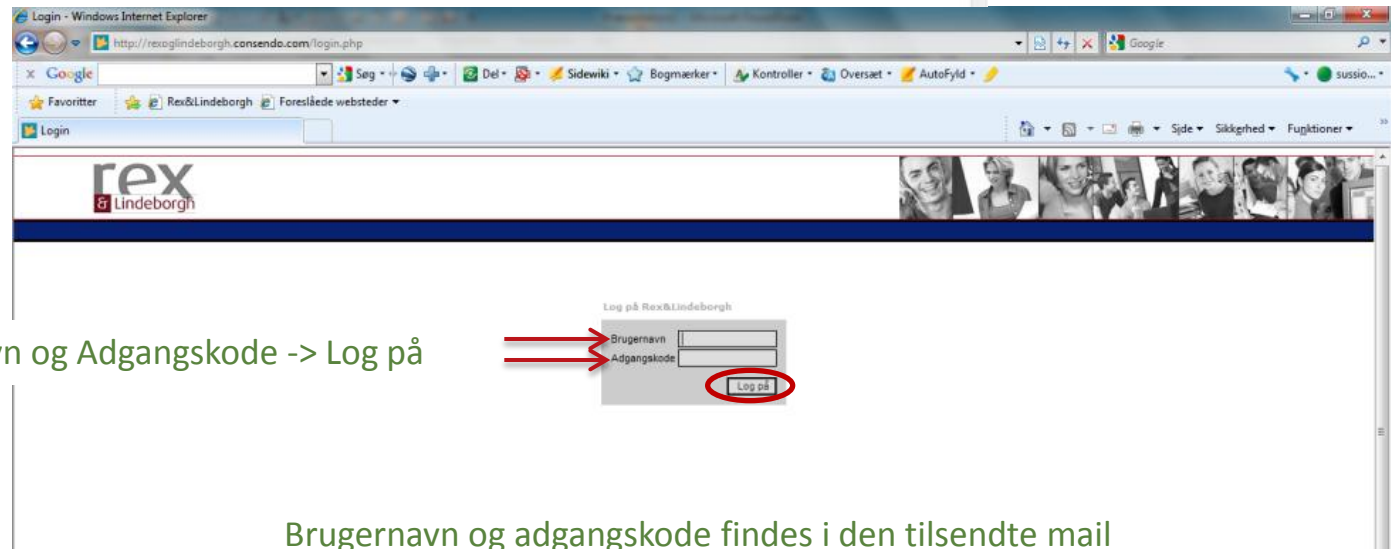 Login - Windows Internet Explorer
http://rexoglindeborgh.consendo.com/login.php
Google
x Google
Søg
Del
Sidewiki
Bogmærker
Kontroller
Oversæt
AutoFyld
sussio...
Favoritter
Rex&Lindeborgh
Foreslåede websteder
Login
Side
Sikkerhed
Funktioner
rex
& Lindeborgh
Log på Rex&Lindeborgh
Brugernavn
n og Adgangskode -> Log på
Adgangskode
Log på
Brugernavn og adgangskode findes i den tilsendte mail